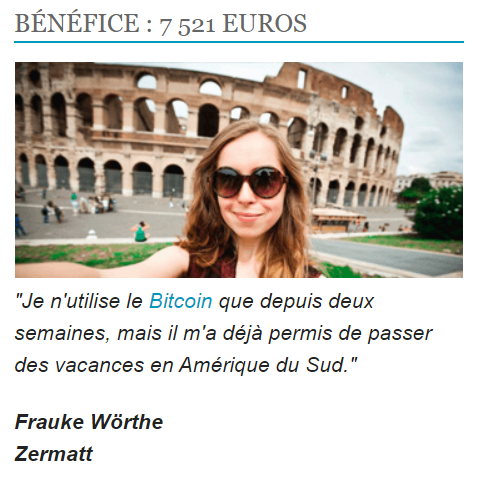 BÉNÉFICE : 7 521 EUROS
"Je n'utilise le Bitcoin que depuis deux
semaines, mais il m'a déjà permis de passer
des vacances en Amérique du Sud."
Frauke Wörthe
Zermatt